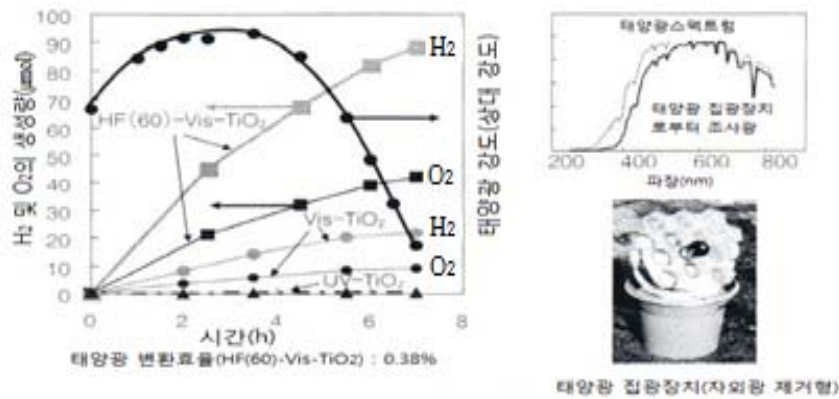 H2 및 O2의 생성량(μmol)
100
90
80
70
60
50
40
30
20
10
0
0
2
4
6
8
시간(h)
태양광 강도(상대 강도)
H2
HF(60)-Vis-TiO2
O2
Vis-TiO2
H2
O2
UV-TiO2
태양광 변환효율(HF(60)-Vis-TiO2) : 0.38%
태양광스펙트럼
태양광 집광장치
로부터 조사광
200
400
600
800
파장(nm)
태양광 집광장치(자외광 제거형)